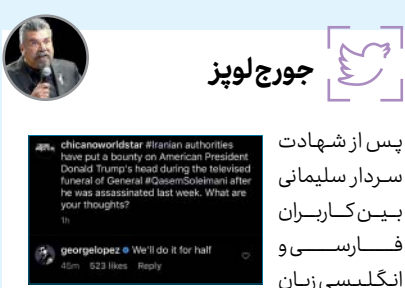 جورج‌لوپز
پس از شهادت
سردار سلیمانی
بین کاربران
فارسی و
انگلیسی‌زبان
chicanoworldstar #Iranian authorities
have put a bounty on American President
Donald Trump's head during the televised
funeral of General #QasemSoleimani after
he was assassinated last week. What are
your thoughts?
1h
georgelopez We'll do it for half
46m 523 likes Reply